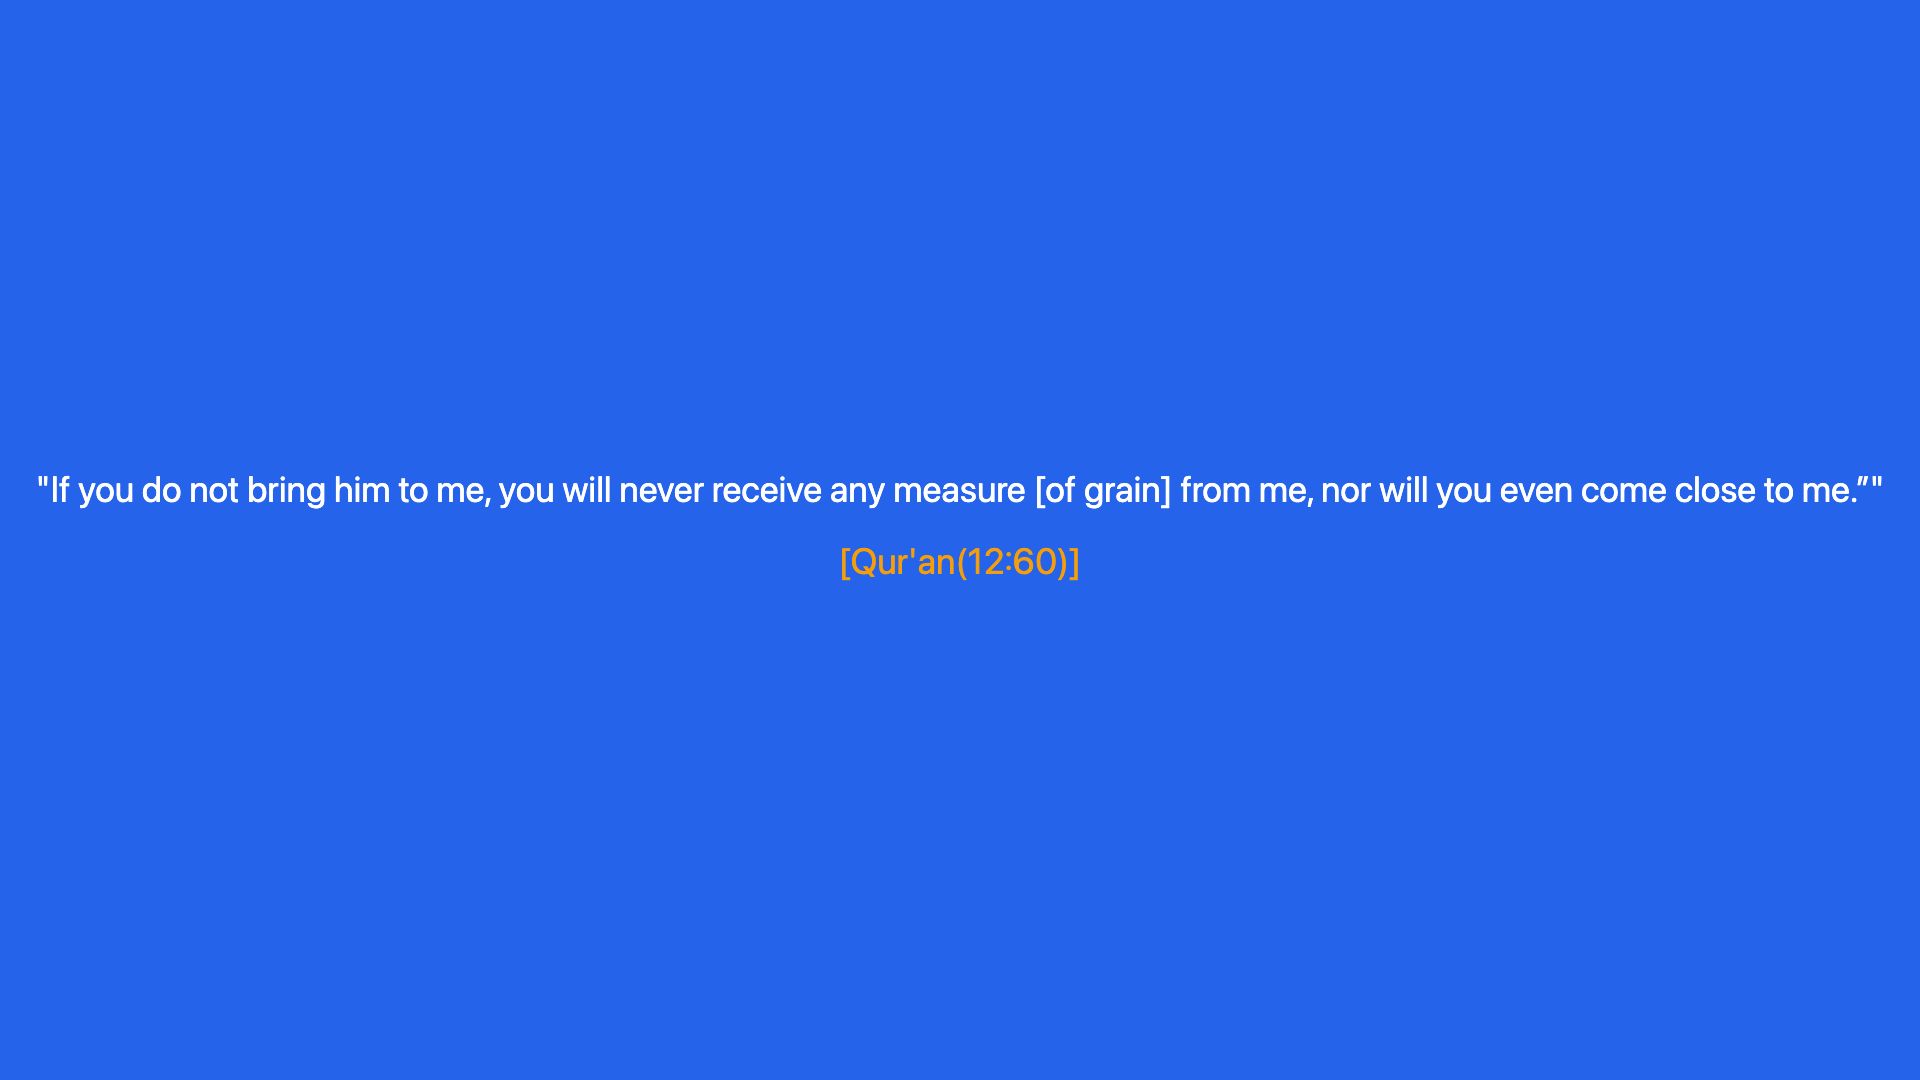 "If you do not bring him to me, you will never receive any measure [of grain] from me, nor will you even come close to me.”"
[Qur'an(12:60)]